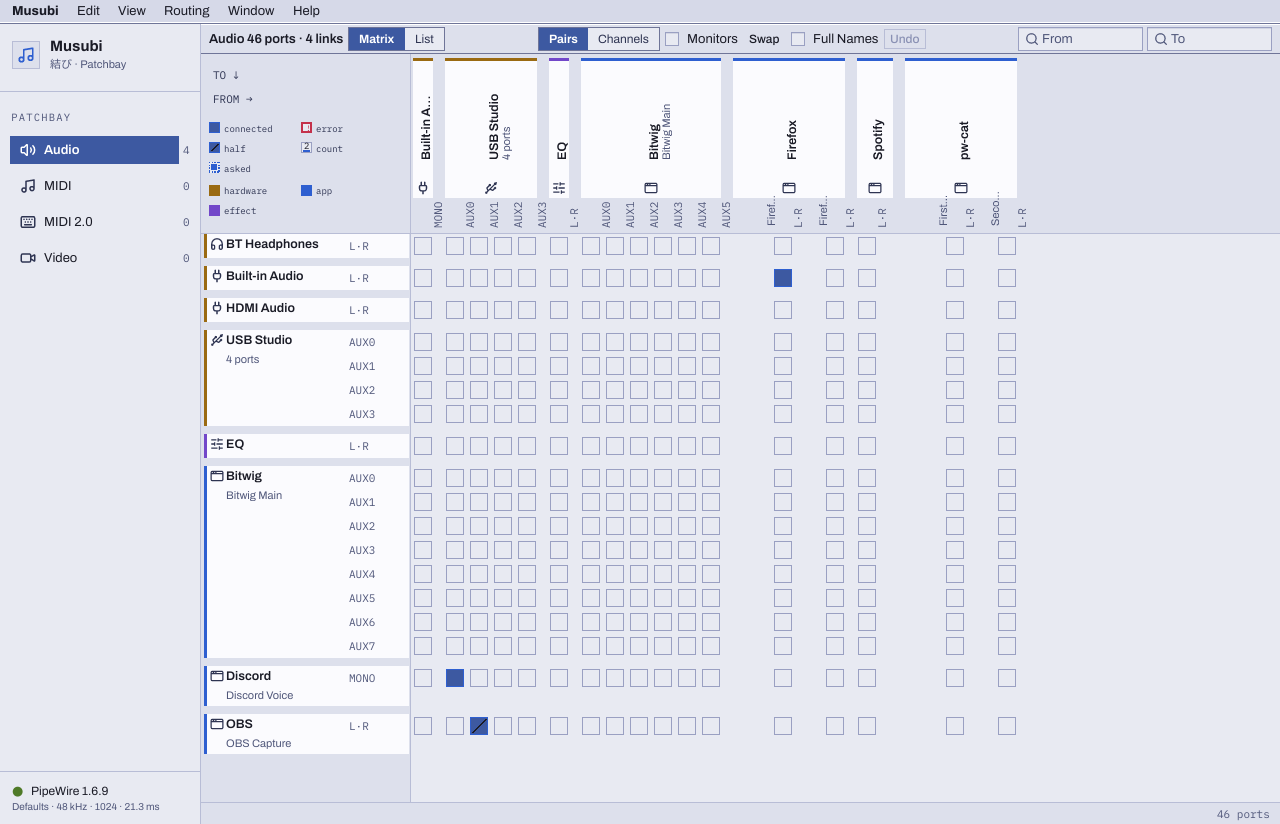 Musubi Edit View Routing Window Help
Musubi
結び · Patchbay
PATCHBAY
Audio 4
MIDI 0
MIDI 2.0 0
Video 0
PipeWire 1.6.9
Defaults · 48 kHz · 1024 · 21.3 ms
Audio 46 ports · 4 links Matrix List Pairs Channels Monitors Swap Full Names Undo From To
TO ↓
FROM →
connected error
half 2 count
asked
hardware app
effect
Built-in A…
USB Studio
4 ports
EQ
Bitwig
Bitwig Main
Firefox
Spotify
pw-cat
MONO AUX0 AUX1 AUX2 AUX3 L·R AUX0 AUX1 AUX2 AUX3 AUX4 AUX5 Firef… L·R Firef… L·R L·R First… L·R Seco… L·R
BT Headphones L·R
Built-in Audio L·R
HDMI Audio L·R
USB Studio AUX0
4 ports AUX1
AUX2
AUX3
EQ L·R
Bitwig AUX0
Bitwig Main AUX1
AUX2
AUX3
AUX4
AUX5
AUX6
AUX7
Discord MONO
Discord Voice
OBS L·R
OBS Capture
46 ports